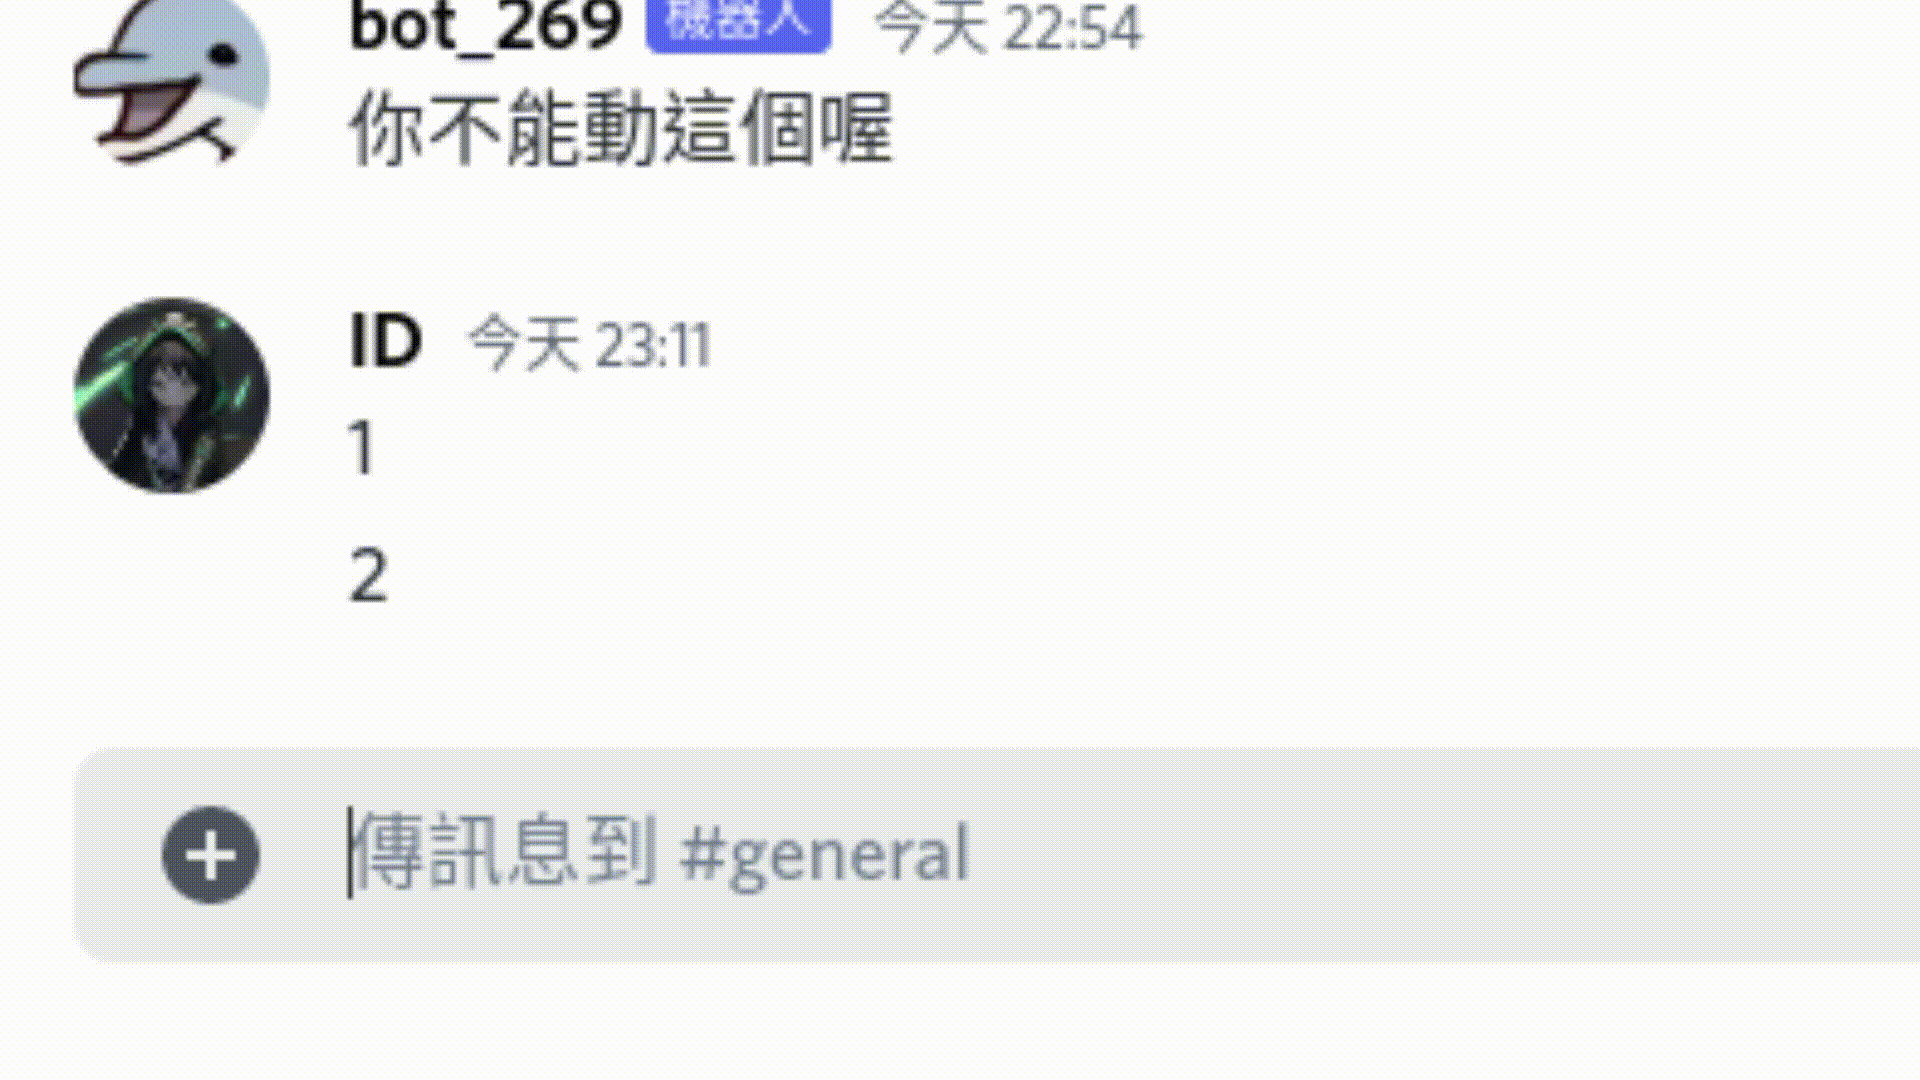 bot_269 機器人 今天 22:54
你不能動這個喔
ID 今天 23:11
1
2
傳訊息到 #general